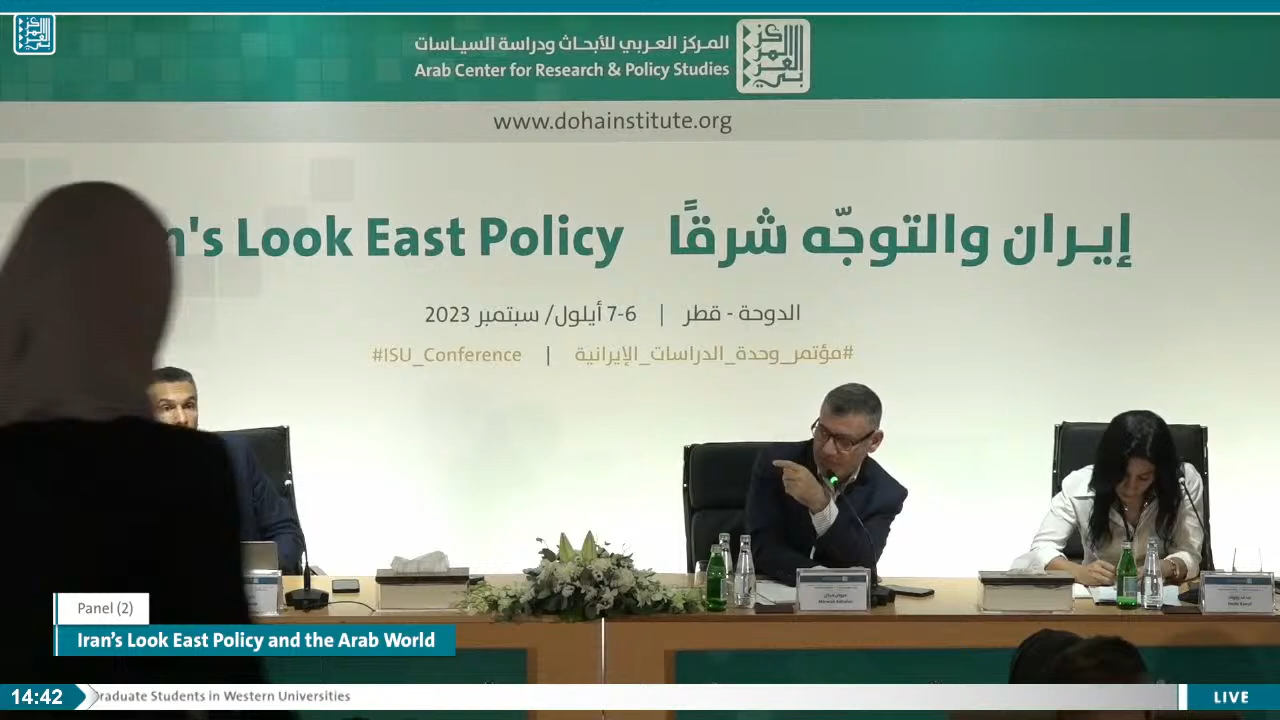 المركز العربي للأبحاث ودراسة السياسات
Arab Center for Research & Policy Studies
www.dohainstitute.org
n's Look East Policy
إيران والتوجّه شرقًا
الدوحة - قطر | 6-7 أيلول/ سبتمبر 2023
#مؤتمر_وحدة_الدراسات_الإيرانية | #ISU_Conference
Panel (2)
Iran's Look East Policy and the Arab World
14:42
Graduate Students in Western Universities
LIVE